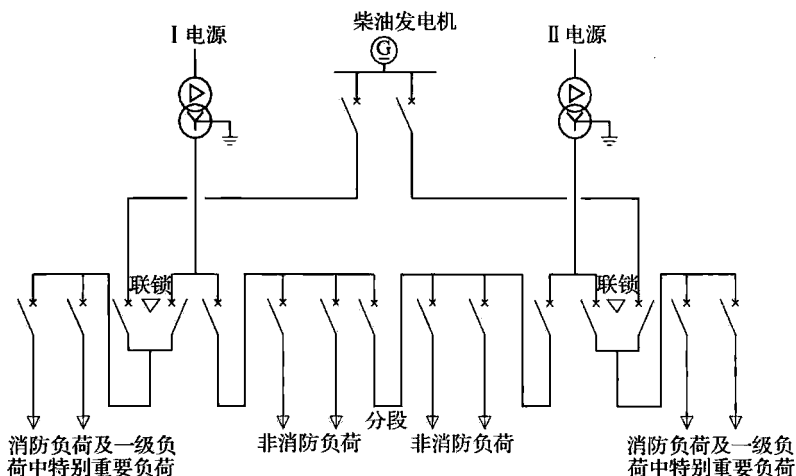 柴油发电机
Ⅰ电源
G
Ⅱ电源
联锁
联锁
分段
消防负荷及一级负
荷中特别重要负荷
非消防负荷
非消防负荷
消防负荷及一级负
荷中特别重要负荷